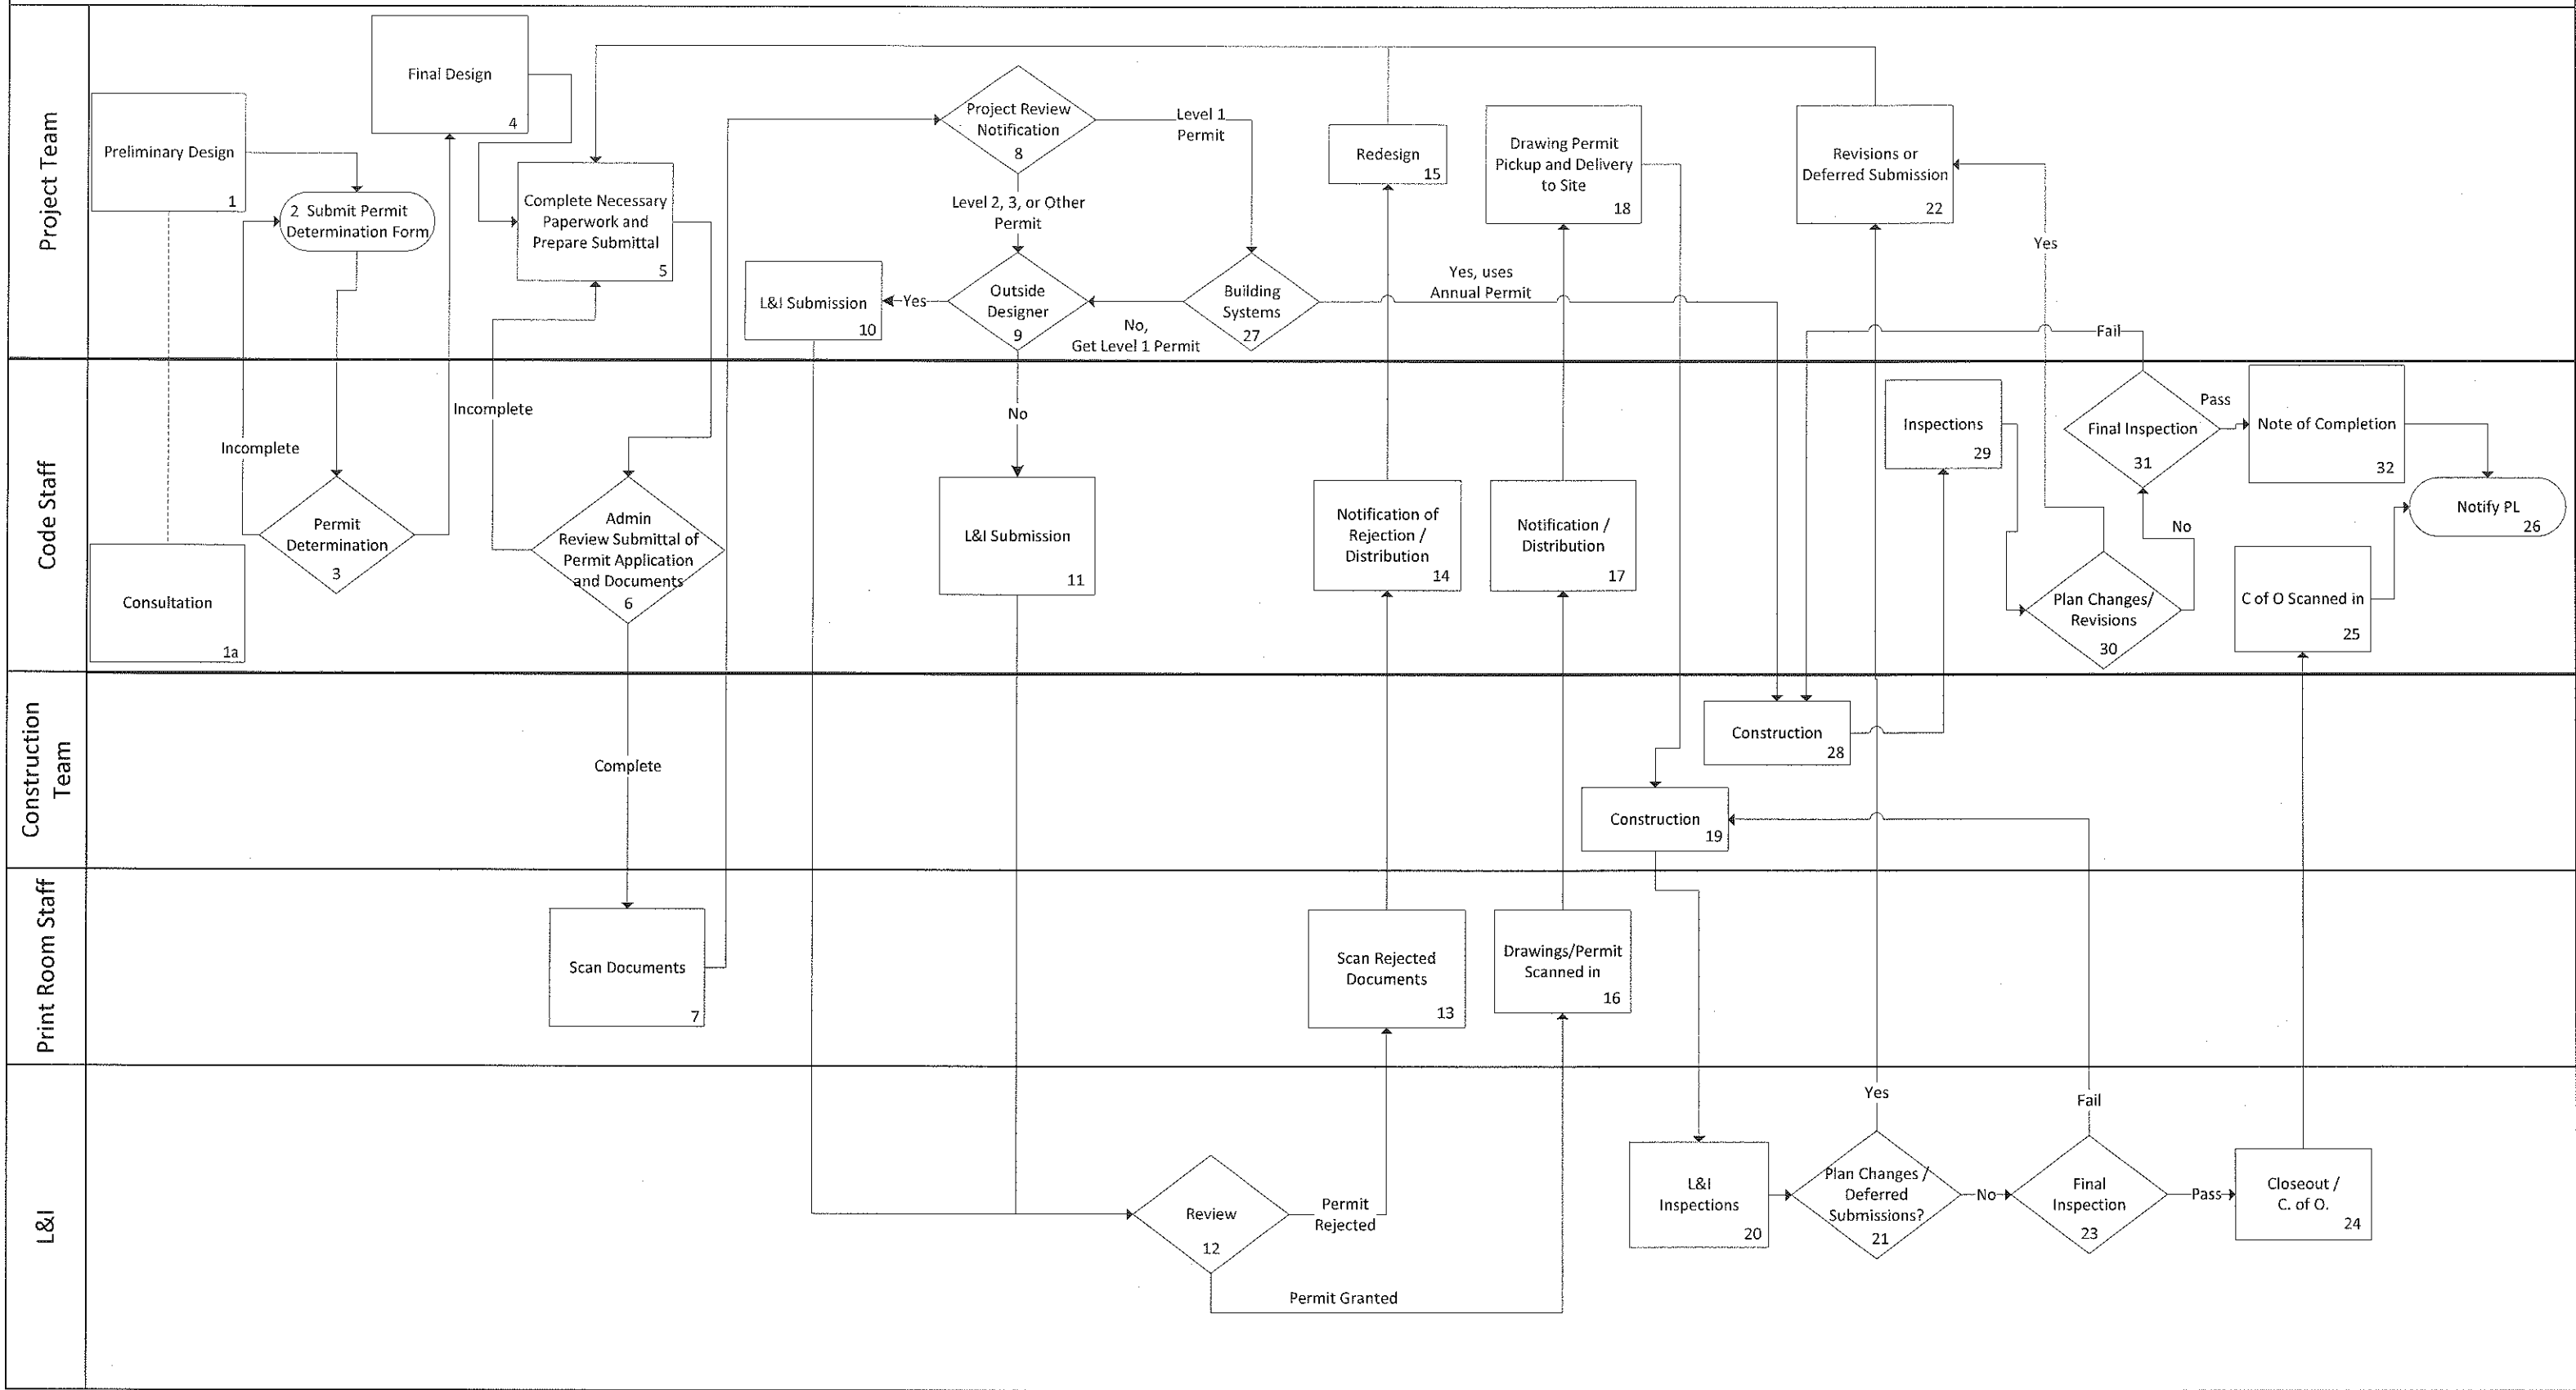 Project Team
Preliminary Design
1
2 Submit Permit
Determination Form
Final Design
4
Complete Necessary
Paperwork and
Prepare Submittal
5
Project Review
Notification
8
Level 1
Permit
Level 2, 3, or Other
Permit
L&I Submission
10
Yes
Outside
Designer
9
No,
Get Level 1 Permit
Building
Systems
27
Yes, uses
Annual Permit
Redesign
15
Drawing Permit
Pickup and Delivery
to Site
18
Revisions or
Deferred Submission
22
Yes
Fail
Code Staff
Consultation
1a
Incomplete
Permit
Determination
3
Incomplete
Admin
Review Submittal of
Permit Application
and Documents
6
No
L&I Submission
11
Notification of
Rejection /
Distribution
14
Notification /
Distribution
17
Inspections
29
Plan Changes/
Revisions
30
No
Final Inspection
31
Pass
Note of Completion
32
C of O Scanned in
25
Notify PL
26
Construction
Team
Complete
Construction
28
Construction
19
Print Room Staff
Scan Documents
7
Scan Rejected
Documents
13
Drawings/Permit
Scanned in
16
L&I
Review
12
Permit
Rejected
Permit Granted
L&I
Inspections
20
Yes
Plan Changes /
Deferred
Submissions?
21
No
Fail
Final
Inspection
23
Pass
Closeout /
C. of O.
24